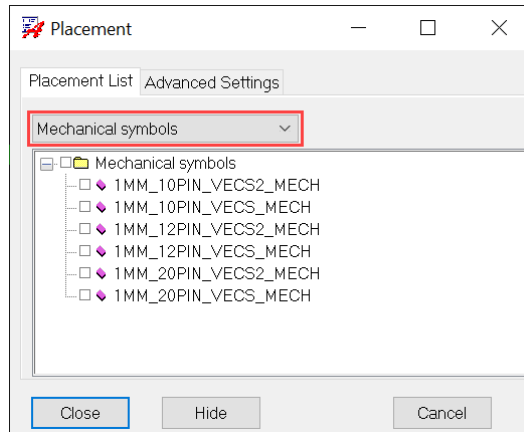 Placement
Placement List Advanced Settings
Mechanical symbols
Mechanical symbols
1MM_10PIN_VECS2_MECH
1MM_10PIN_VECS_MECH
1MM_12PIN_VECS2_MECH
1MM_12PIN_VECS_MECH
1MM_20PIN_VECS2_MECH
1MM_20PIN_VECS_MECH
Close Hide Cancel